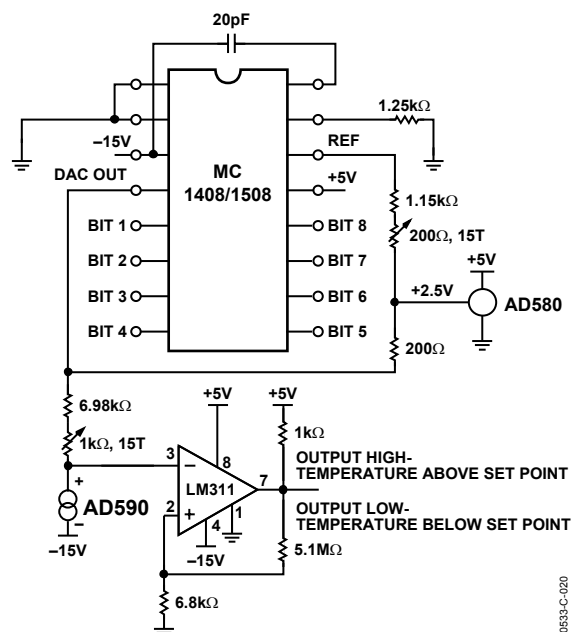 20pF
1.25kΩ
–15V
REF
MC
1408/1508
DAC OUT
+5V
1.15kΩ
BIT 1
BIT 8
200Ω, 15T
+5V
BIT 2
BIT 7
BIT 3
BIT 6
+2.5V
AD580
BIT 4
BIT 5
200Ω
6.98kΩ
+5V
+5V
1kΩ, 15T
1kΩ
3
8
7
OUTPUT HIGH-
TEMPERATURE ABOVE SET POINT
+
–
LM311
AD590
2
+
4
1
OUTPUT LOW-
TEMPERATURE BELOW SET POINT
–
–15V
–15V
5.1MΩ
6.8kΩ
00533-C-020